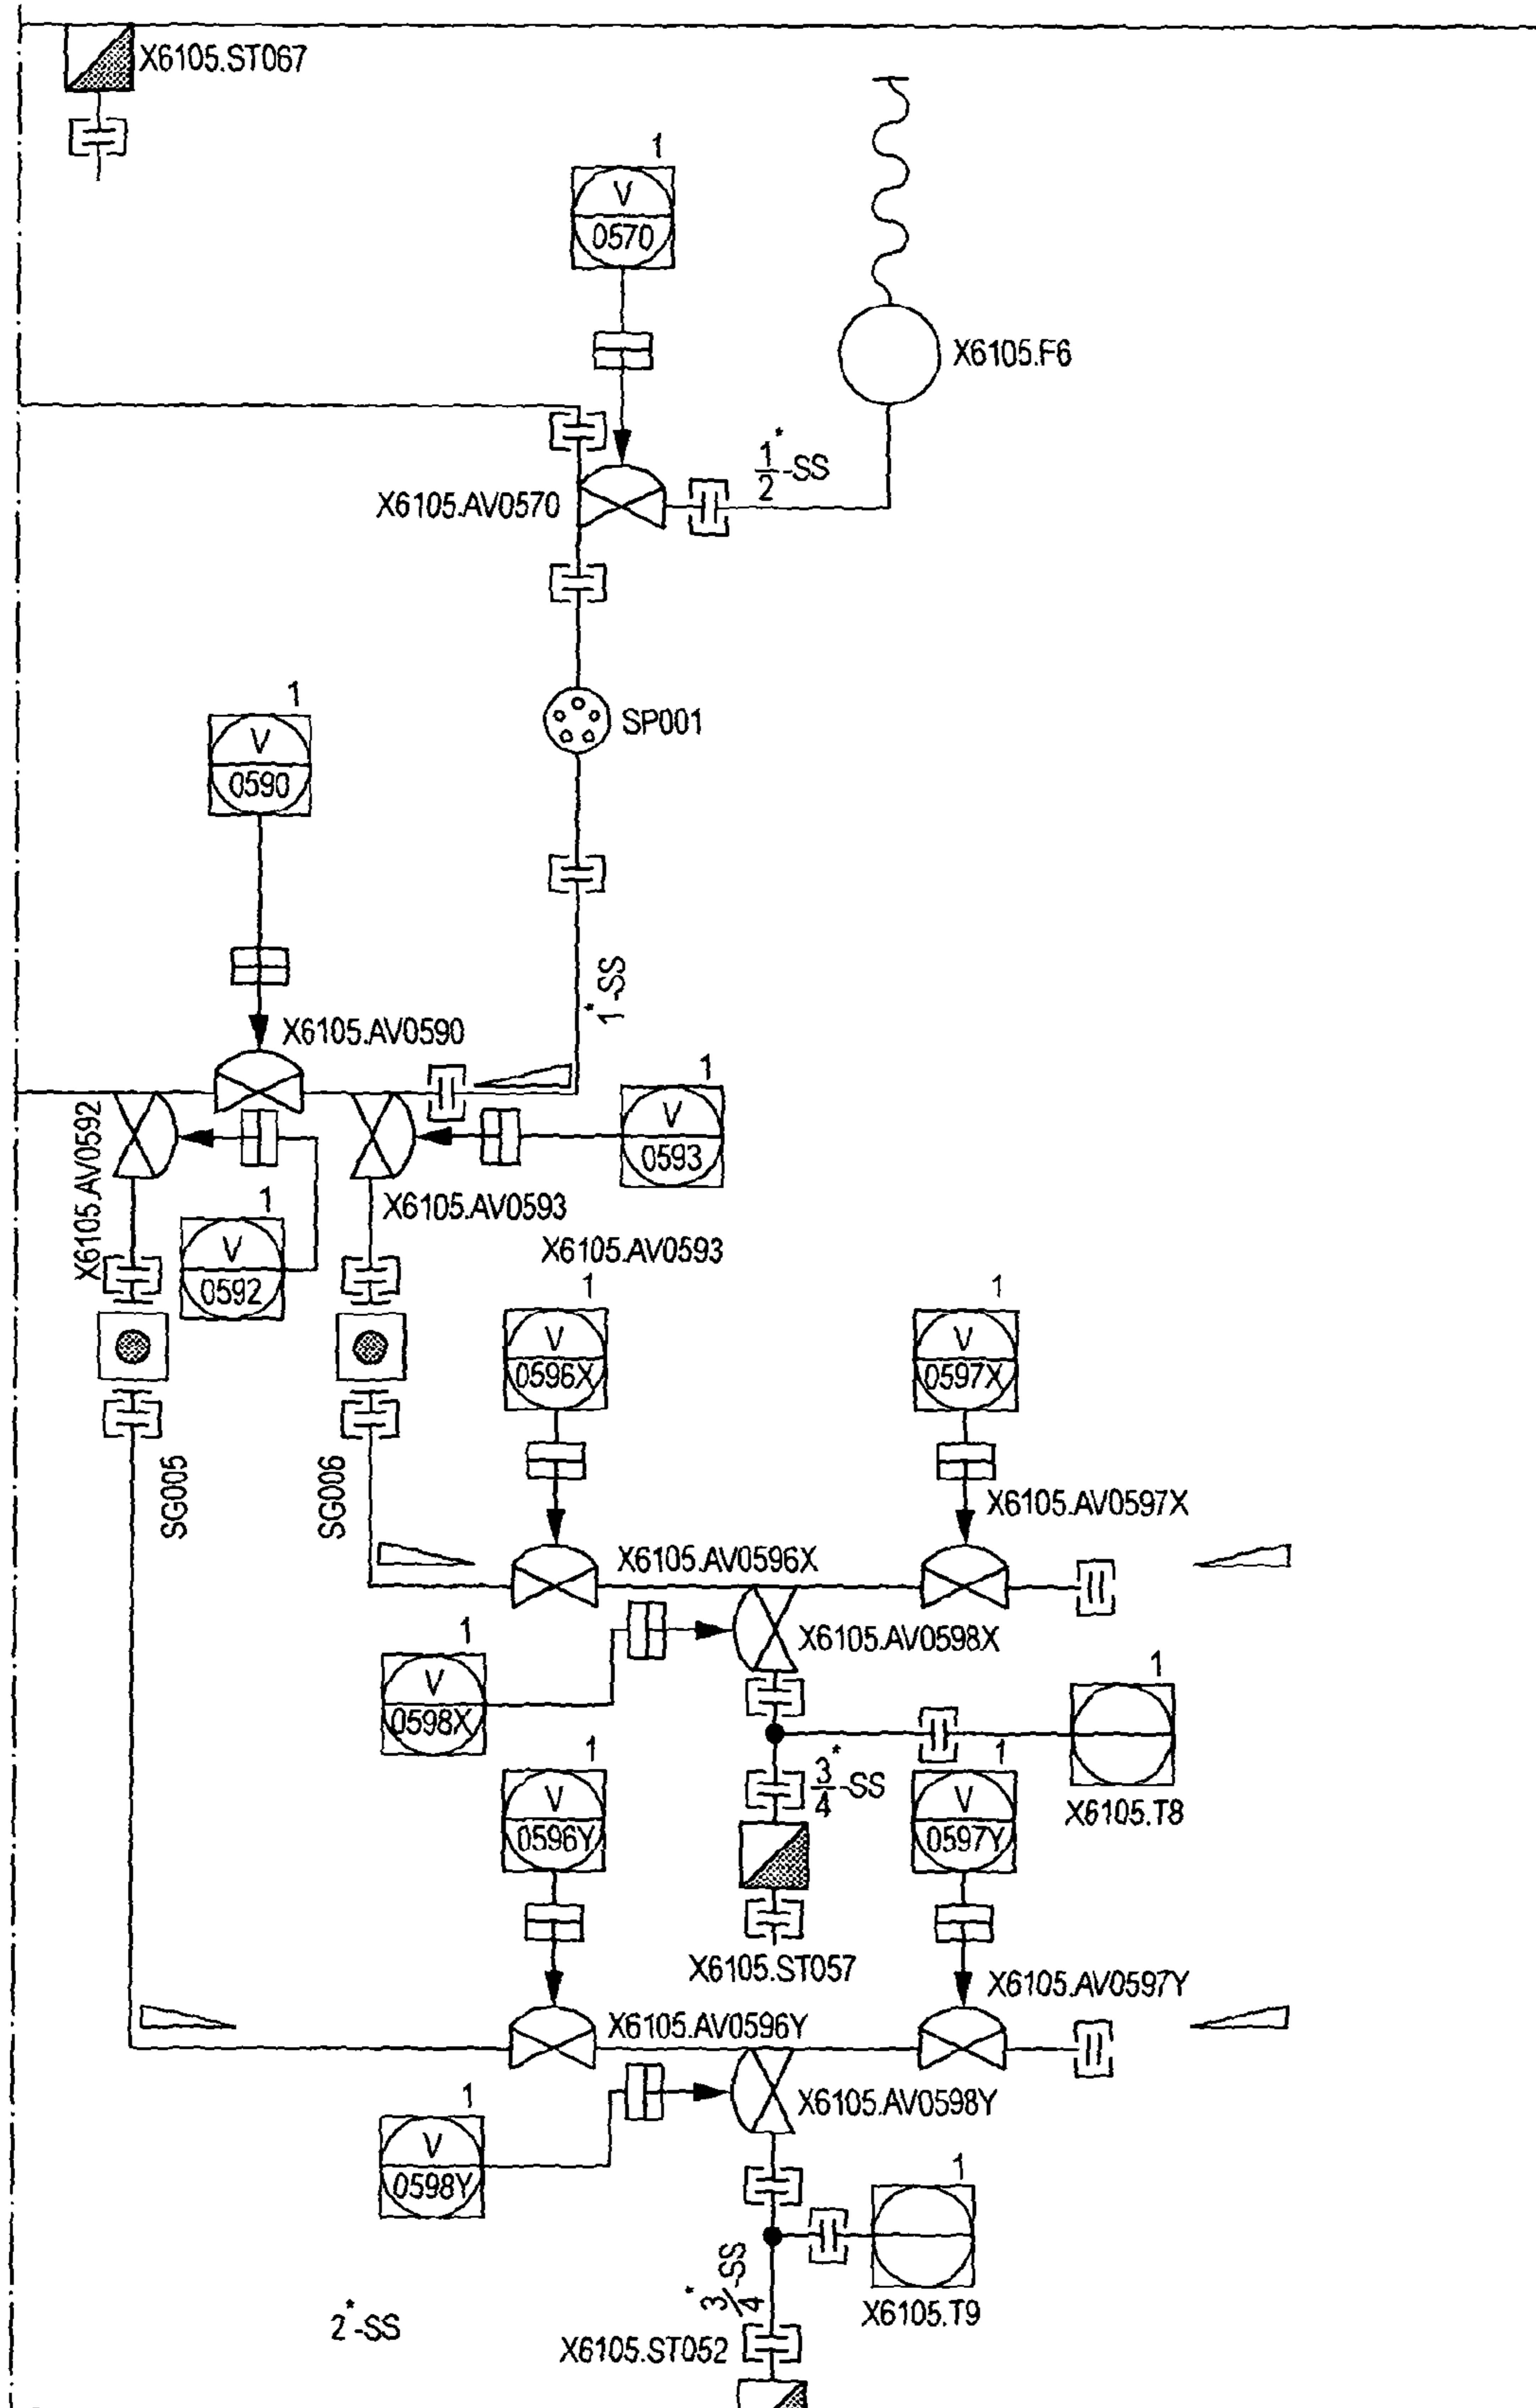 X6105.ST067
1
V
0570
X6105.F6
1*/2-SS
X6105.AV0570
SP001
1
V
0590
1*-SS
X6105.AV0590
1
V
0593
X6105.AV0592
X6105.AV0593
1
V
0592
X6105.AV0593
1
V
0596X
1
V
0597X
SG005
SG006
X6105.AV0597X
X6105.AV0596X
X6105.AV0598X
1
V
0598X
1
X6105.T8
3*/4-SS
1
V
0596Y
1
V
0597Y
X6105.ST057
X6105.AV0597Y
X6105.AV0596Y
X6105.AV0598Y
1
V
0598Y
1
X6105.T9
3*/4-SS
2*-SS
X6105.ST052